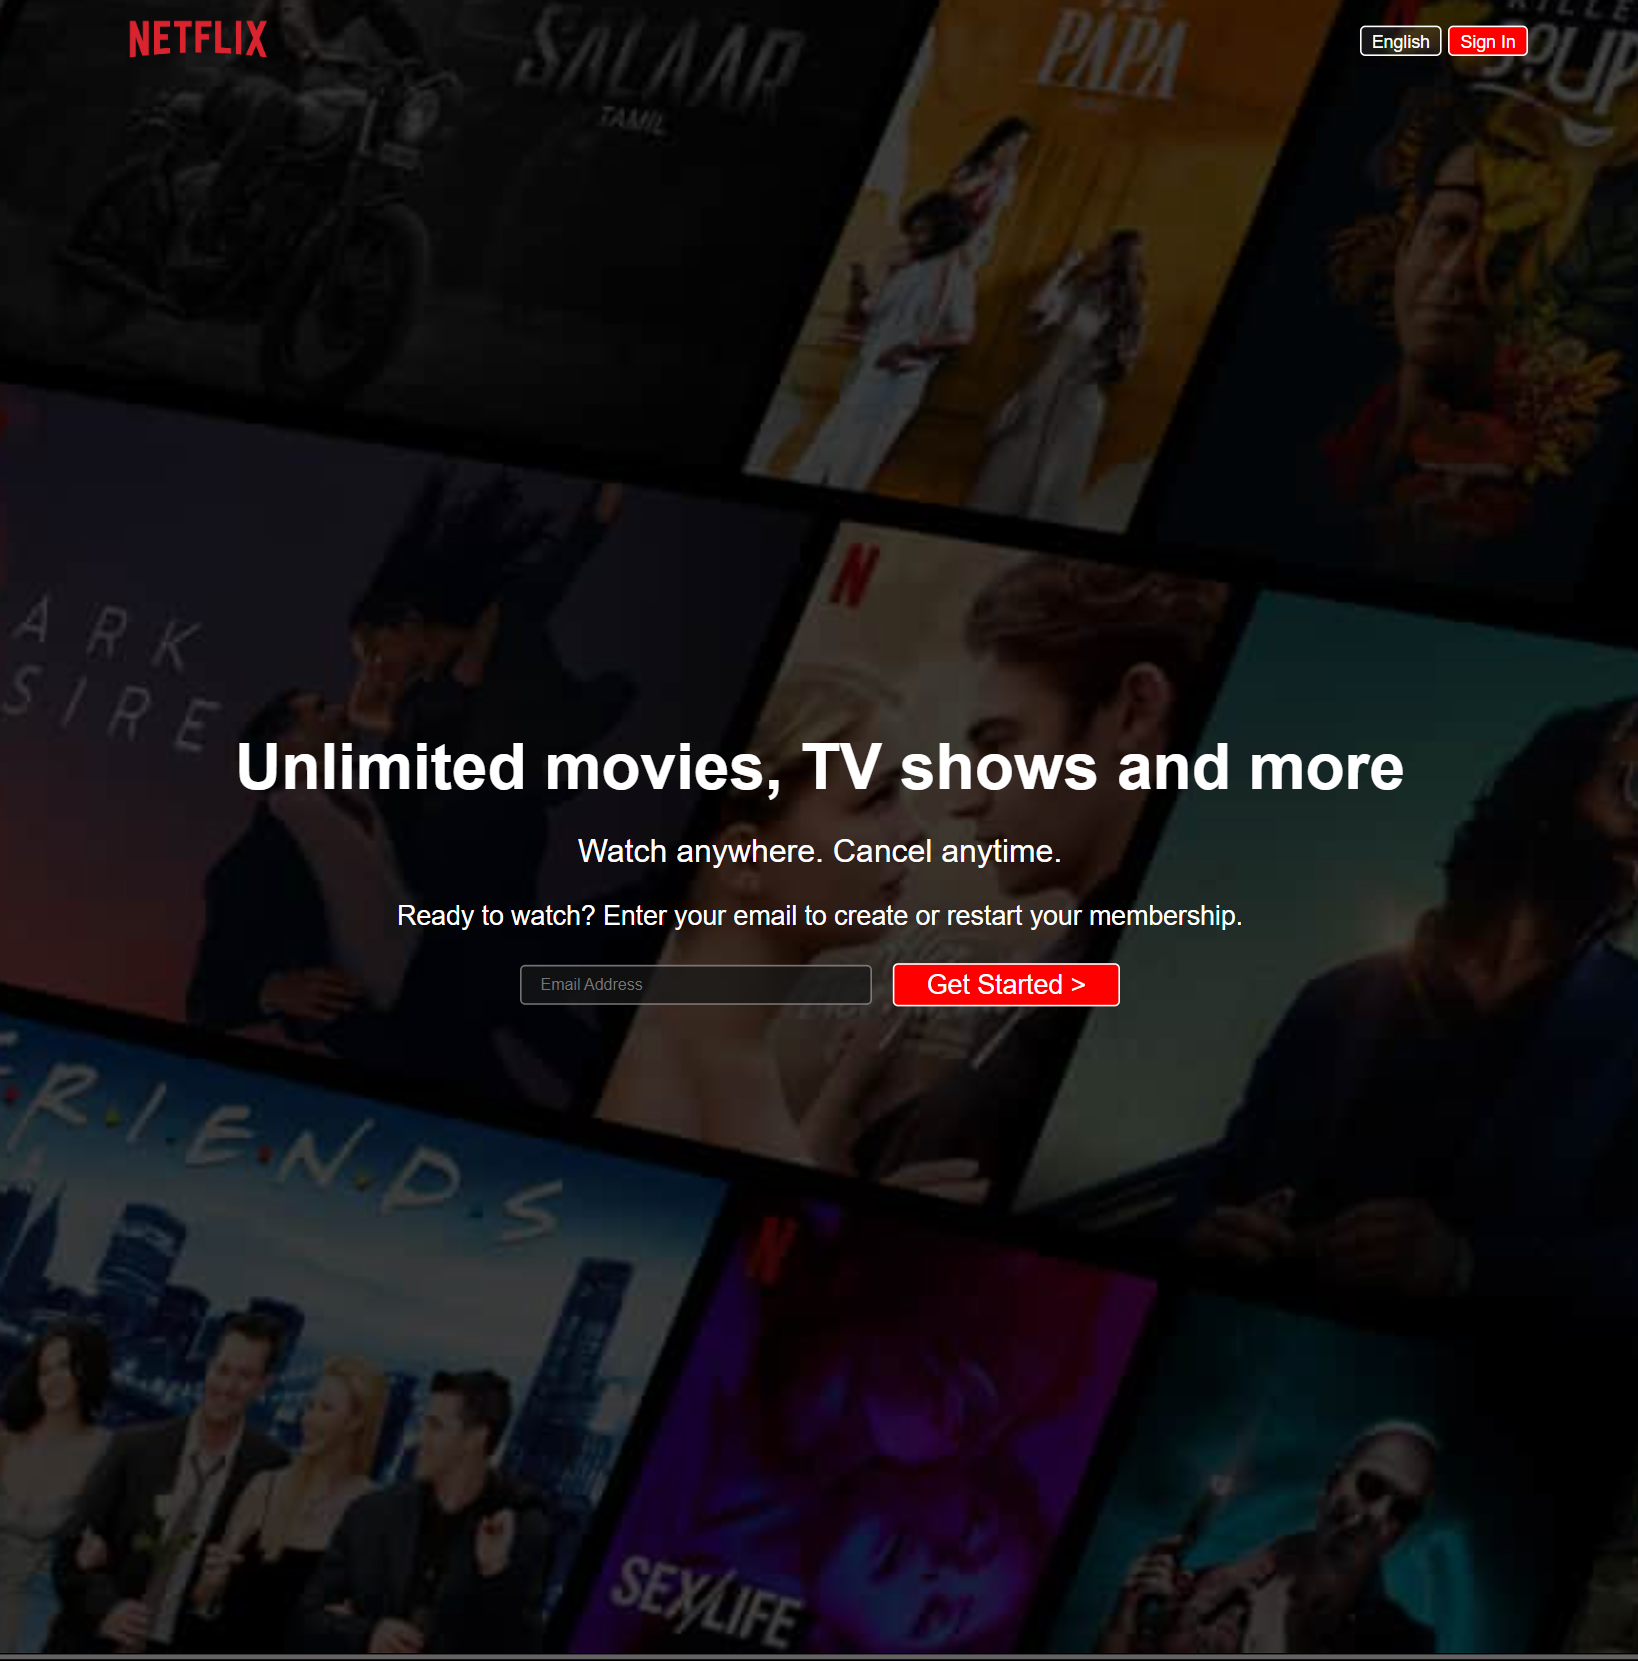 NETFLIX
English
Sign In
SALAAR
TAMIL
PAPA
ARK
SIRE
Unlimited movies, TV shows and more
Watch anywhere. Cancel anytime.
Ready to watch? Enter your email to create or restart your membership.
Email Address
Get Started >
F.R.I.E.N.D.S
N
N
SEX/LIFE